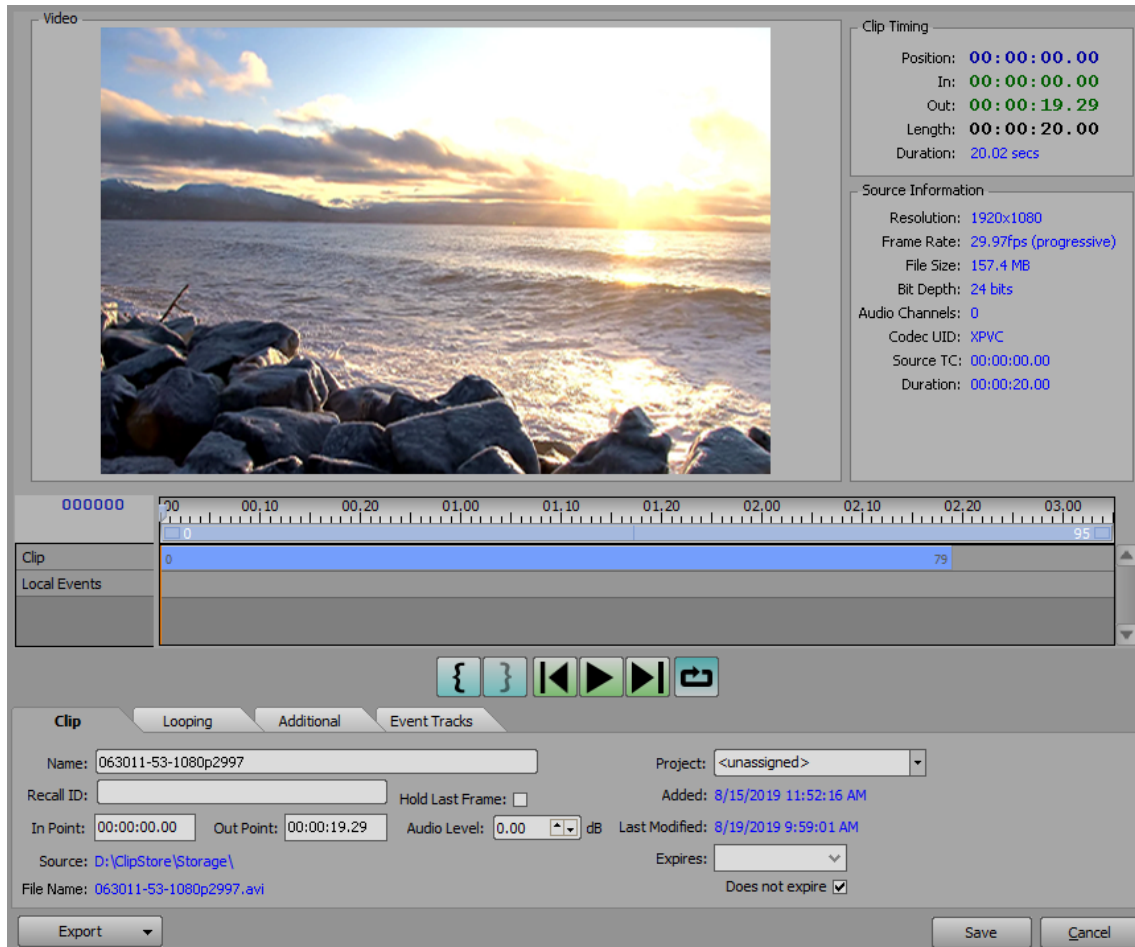 Video
Clip Timing
Position: 00:00:00.00
In: 00:00:00.00
Out: 00:00:19.29
Length: 00:00:20.00
Duration: 20.02 secs
Source Information
Resolution: 1920x1080
Frame Rate: 29.97fps (progressive)
File Size: 157.4 MB
Bit Depth: 24 bits
Audio Channels: 0
Codec UID: XPVC
Source TC: 00:00:00.00
Duration: 00:00:20.00
000000 00 00.10 00.20 01.00 01.10 01.20 02.00 02.10 02.20 03.00
0 95
Clip 0 79
Local Events
{ }
Clip Looping Additional Event Tracks
Name: 063011-53-1080p2997 Project: <unassigned>
Recall ID: Hold Last Frame: Added: 8/15/2019 11:52:16 AM
In Point: 00:00:00.00 Out Point: 00:00:19.29 Audio Level: 0.00 dB Last Modified: 8/19/2019 9:59:01 AM
Source: D:\ClipStore\Storage\ Expires:
File Name: 063011-53-1080p2997.avi Does not expire
Export Save Cancel